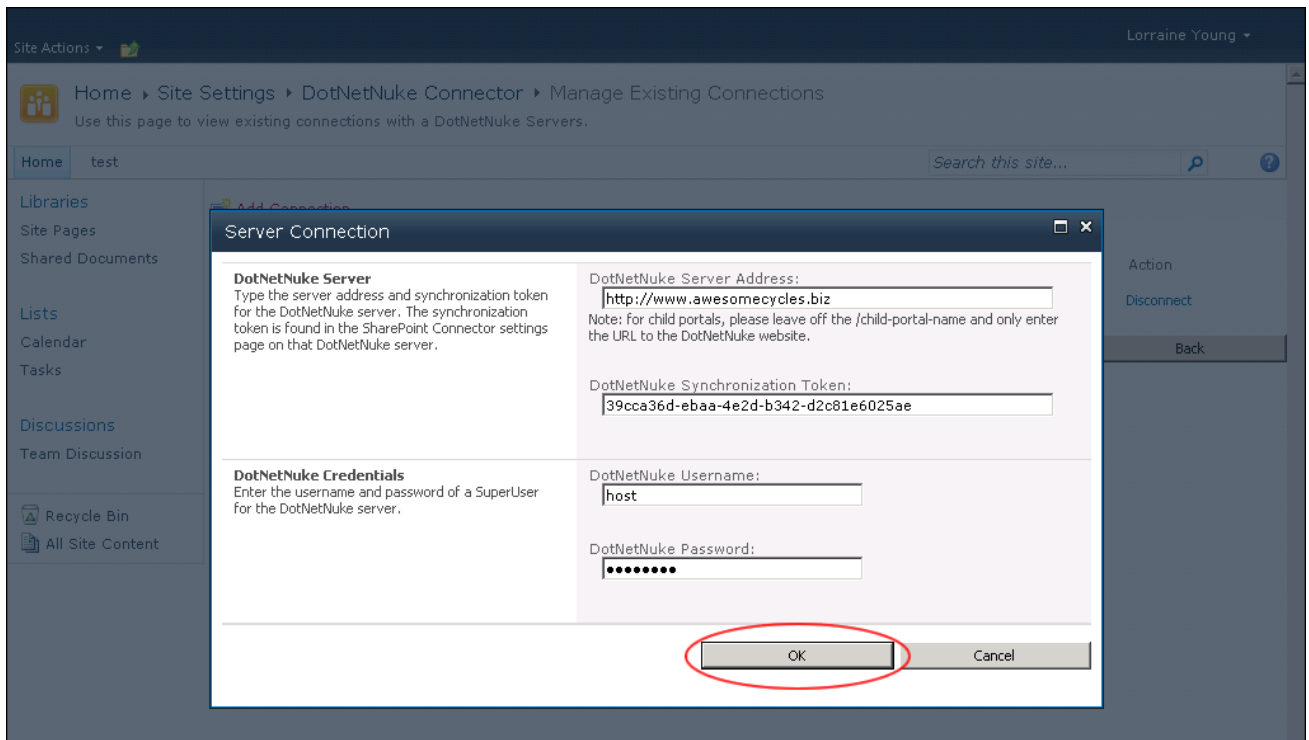 Lorraine Young
Site Actions
Home Site Settings DotNetNuke Connector Manage Existing Connections
Use this page to view existing connections with a DotNetNuke Servers.
Home test
Search this site...
Libraries
Site Pages
Shared Documents
Lists
Calendar
Tasks
Discussions
Team Discussion
Recycle Bin
All Site Content
Add Connection
Server Connection
DotNetNuke Server
Type the server address and synchronization token
for the DotNetNuke server. The synchronization
token is found in the SharePoint Connector settings
page on that DotNetNuke server.
DotNetNuke Server Address:
http://www.awesomecycles.biz
Note: for child portals, please leave off the /child-portal-name and only enter
the URL to the DotNetNuke website.
DotNetNuke Synchronization Token:
39cca36d-ebaa-4e2d-b342-d2c81e6025ae
DotNetNuke Credentials
Enter the username and password of a SuperUser
for the DotNetNuke server.
DotNetNuke Username:
host
DotNetNuke Password:
••••••••
OK Cancel
Action
Disconnect
Back